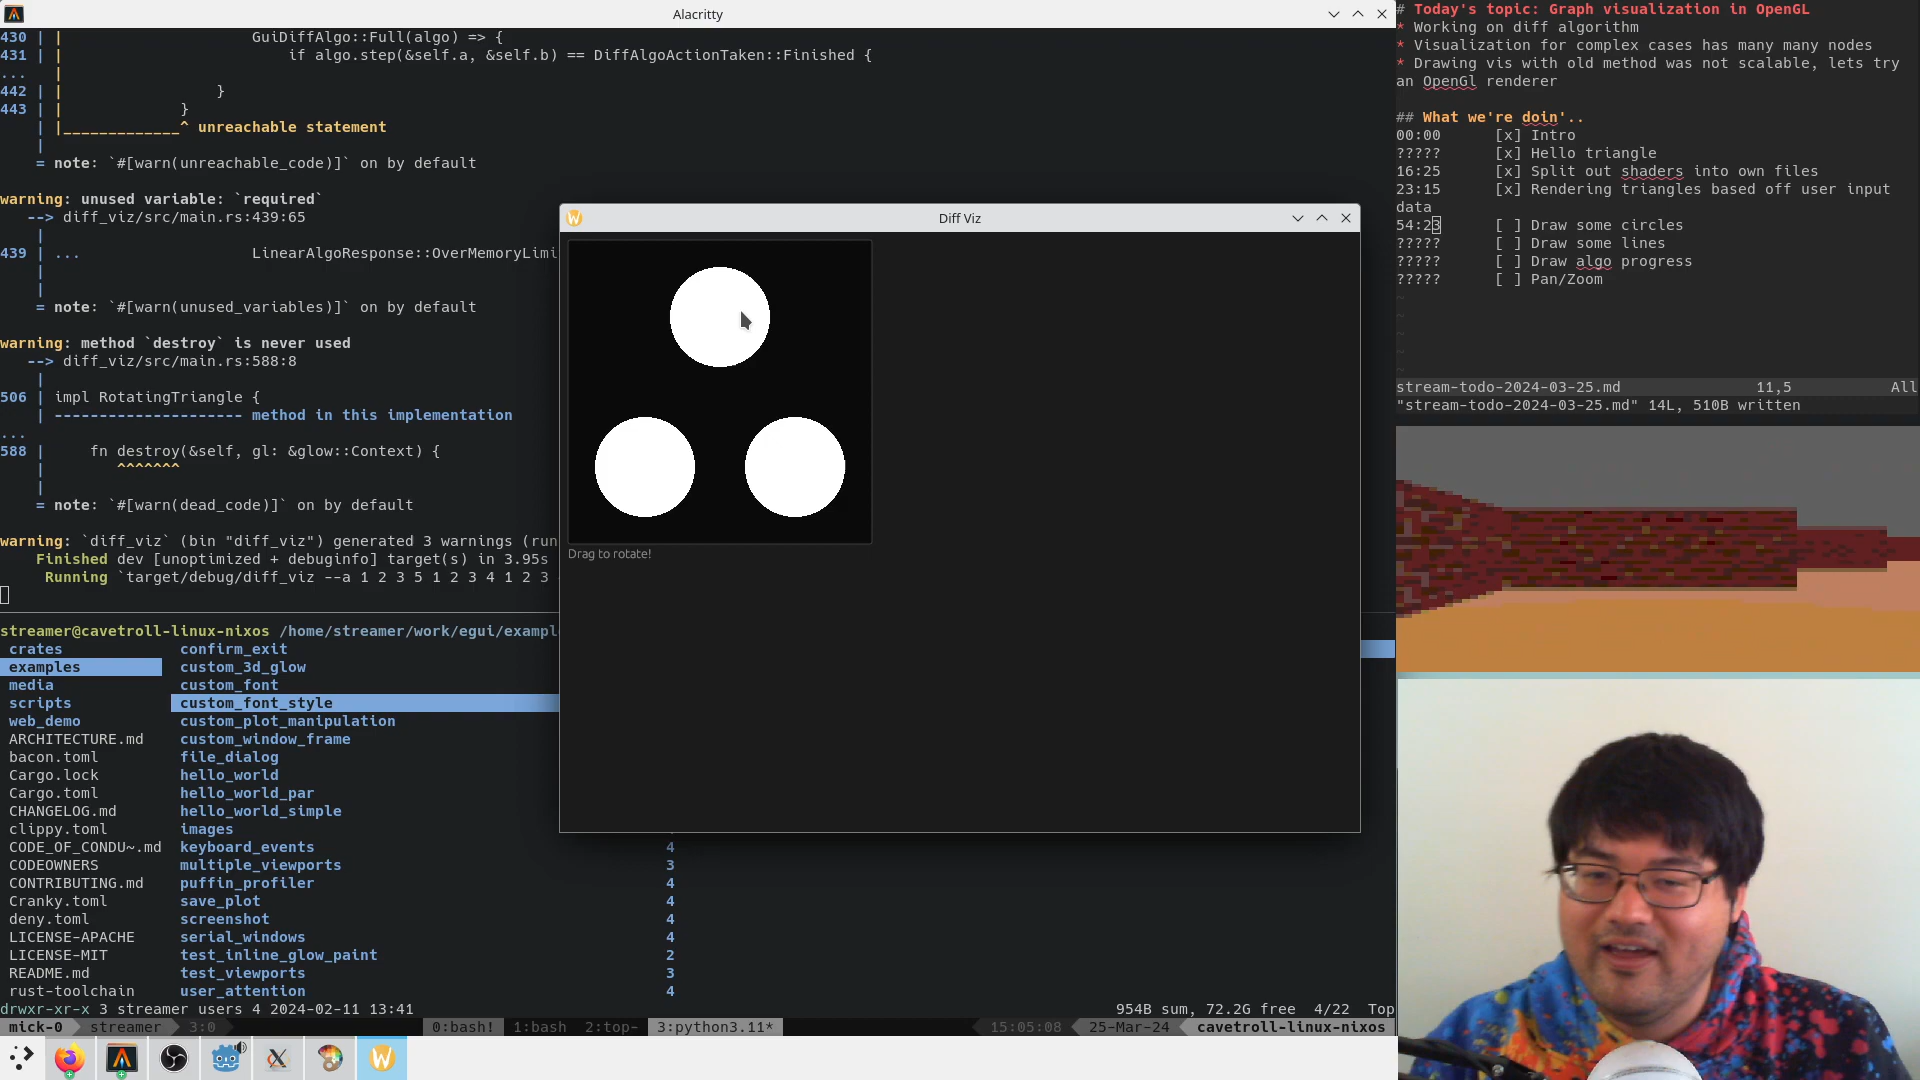 Alacritty
430 | |                     GuiDiffAlgo::Full(algo) => {
431 | |                         if algo.step(&self.a, &self.b) == DiffAlgoActionTaken::Finished {
...   |
442 | |                 }
443 | |             }
    | |_____________^ unreachable statement
    |
    = note: `#[warn(unreachable_code)]` on by default
warning: unused variable: `required`
   --> diff_viz/src/main.rs:439:65
    |
439 | ...                   LinearAlgoResponse::OverMemoryLimi
    |
    |
    = note: `#[warn(unused_variables)]` on by default
warning: method `destroy` is never used
   --> diff_viz/src/main.rs:588:8
    |
506 | impl RotatingTriangle {
    | --------------------- method in this implementation
...
588 |     fn destroy(&self, gl: &glow::Context) {
    |        ^^^^^^^
    |
    = note: `#[warn(dead_code)]` on by default
warning: `diff_viz` (bin "diff_viz") generated 3 warnings (run
    Finished dev [unoptimized + debuginfo] target(s) in 3.95s
     Running `target/debug/diff_viz --a 1 2 3 5 1 2 3 4 1 2 3
streamer@cavetroll-linux-nixos /home/streamer/work/egui/exampl
crates confirm_exit
examples custom_3d_glow
media custom_font
scripts custom_font_style
web_demo custom_plot_manipulation
ARCHITECTURE.md custom_window_frame
bacon.toml file_dialog
Cargo.lock hello_world
Cargo.toml hello_world_par
CHANGELOG.md hello_world_simple
clippy.toml images
CODE_OF_CONDU~.md keyboard_events 4
CODEOWNERS multiple_viewports 3
CONTRIBUTING.md puffin_profiler 4
Cranky.toml save_plot 4
deny.toml screenshot 4
LICENSE-APACHE serial_windows 4
LICENSE-MIT test_inline_glow_paint 2
README.md test_viewports 3
rust-toolchain user_attention 4
drwxr-xr-x 3 streamer users 4 2024-02-11 13:41 954B sum, 72.2G free 4/22 Top
mick-0 streamer 3:0 0:bash! 1:bash 2:top- 3:python3.11* 15:05:08 25-Mar-24 cavetroll-linux-nixos
Diff Viz
Drag to rotate!
# Today's topic: Graph visualization in OpenGL
* Working on diff algorithm
* Visualization for complex cases has many many nodes
* Drawing vis with old method was not scalable, lets try
an OpenGl renderer
## What we're doin'..
00:00 [x] Intro
????? [x] Hello triangle
16:25 [x] Split out shaders into own files
23:15 [x] Rendering triangles based off user input
data
54:23 [ ] Draw some circles
????? [ ] Draw some lines
????? [ ] Draw algo progress
????? [ ] Pan/Zoom
~
~
~
~
~
stream-todo-2024-03-25.md 11,5 All
"stream-todo-2024-03-25.md" 14L, 510B written